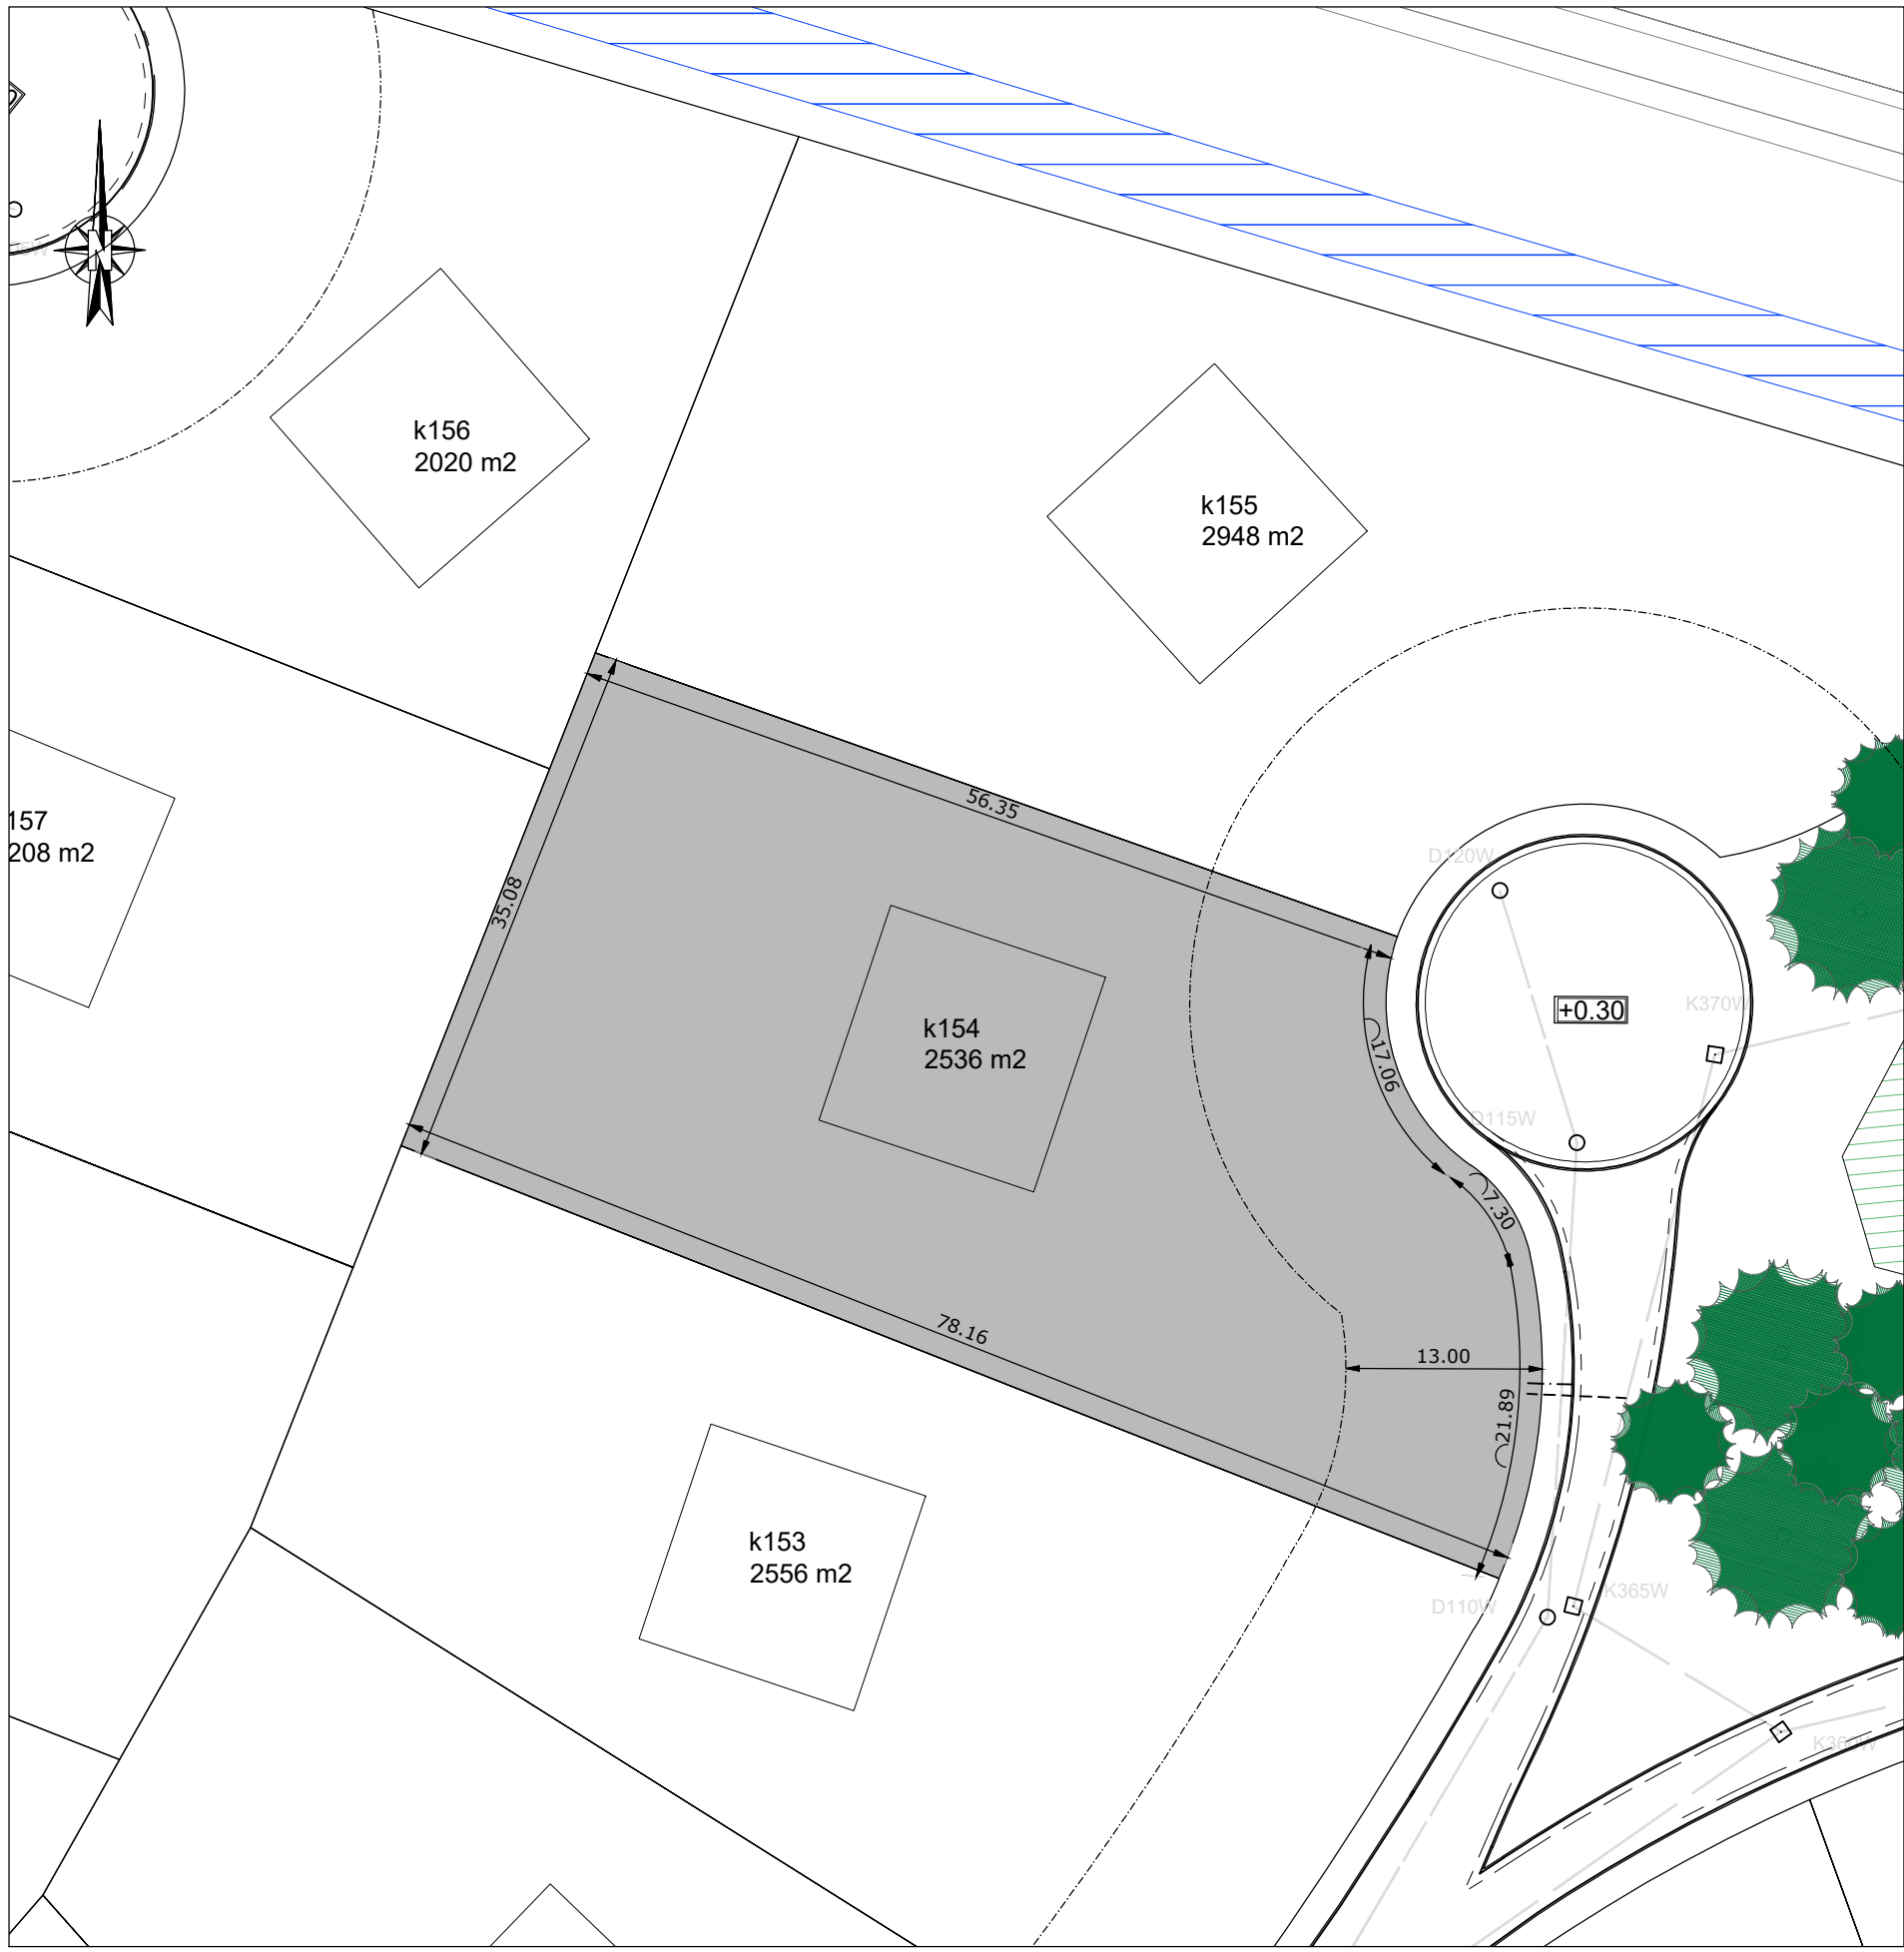 N
k156
2020 m2
k155
2948 m2
157
208 m2
56.35
35.08
D120W
K370W
+0.30
k154
2536 m2
17.06
D115W
7.30
78.16
13.00
21.89
k153
2556 m2
D110W
K365W
K360W